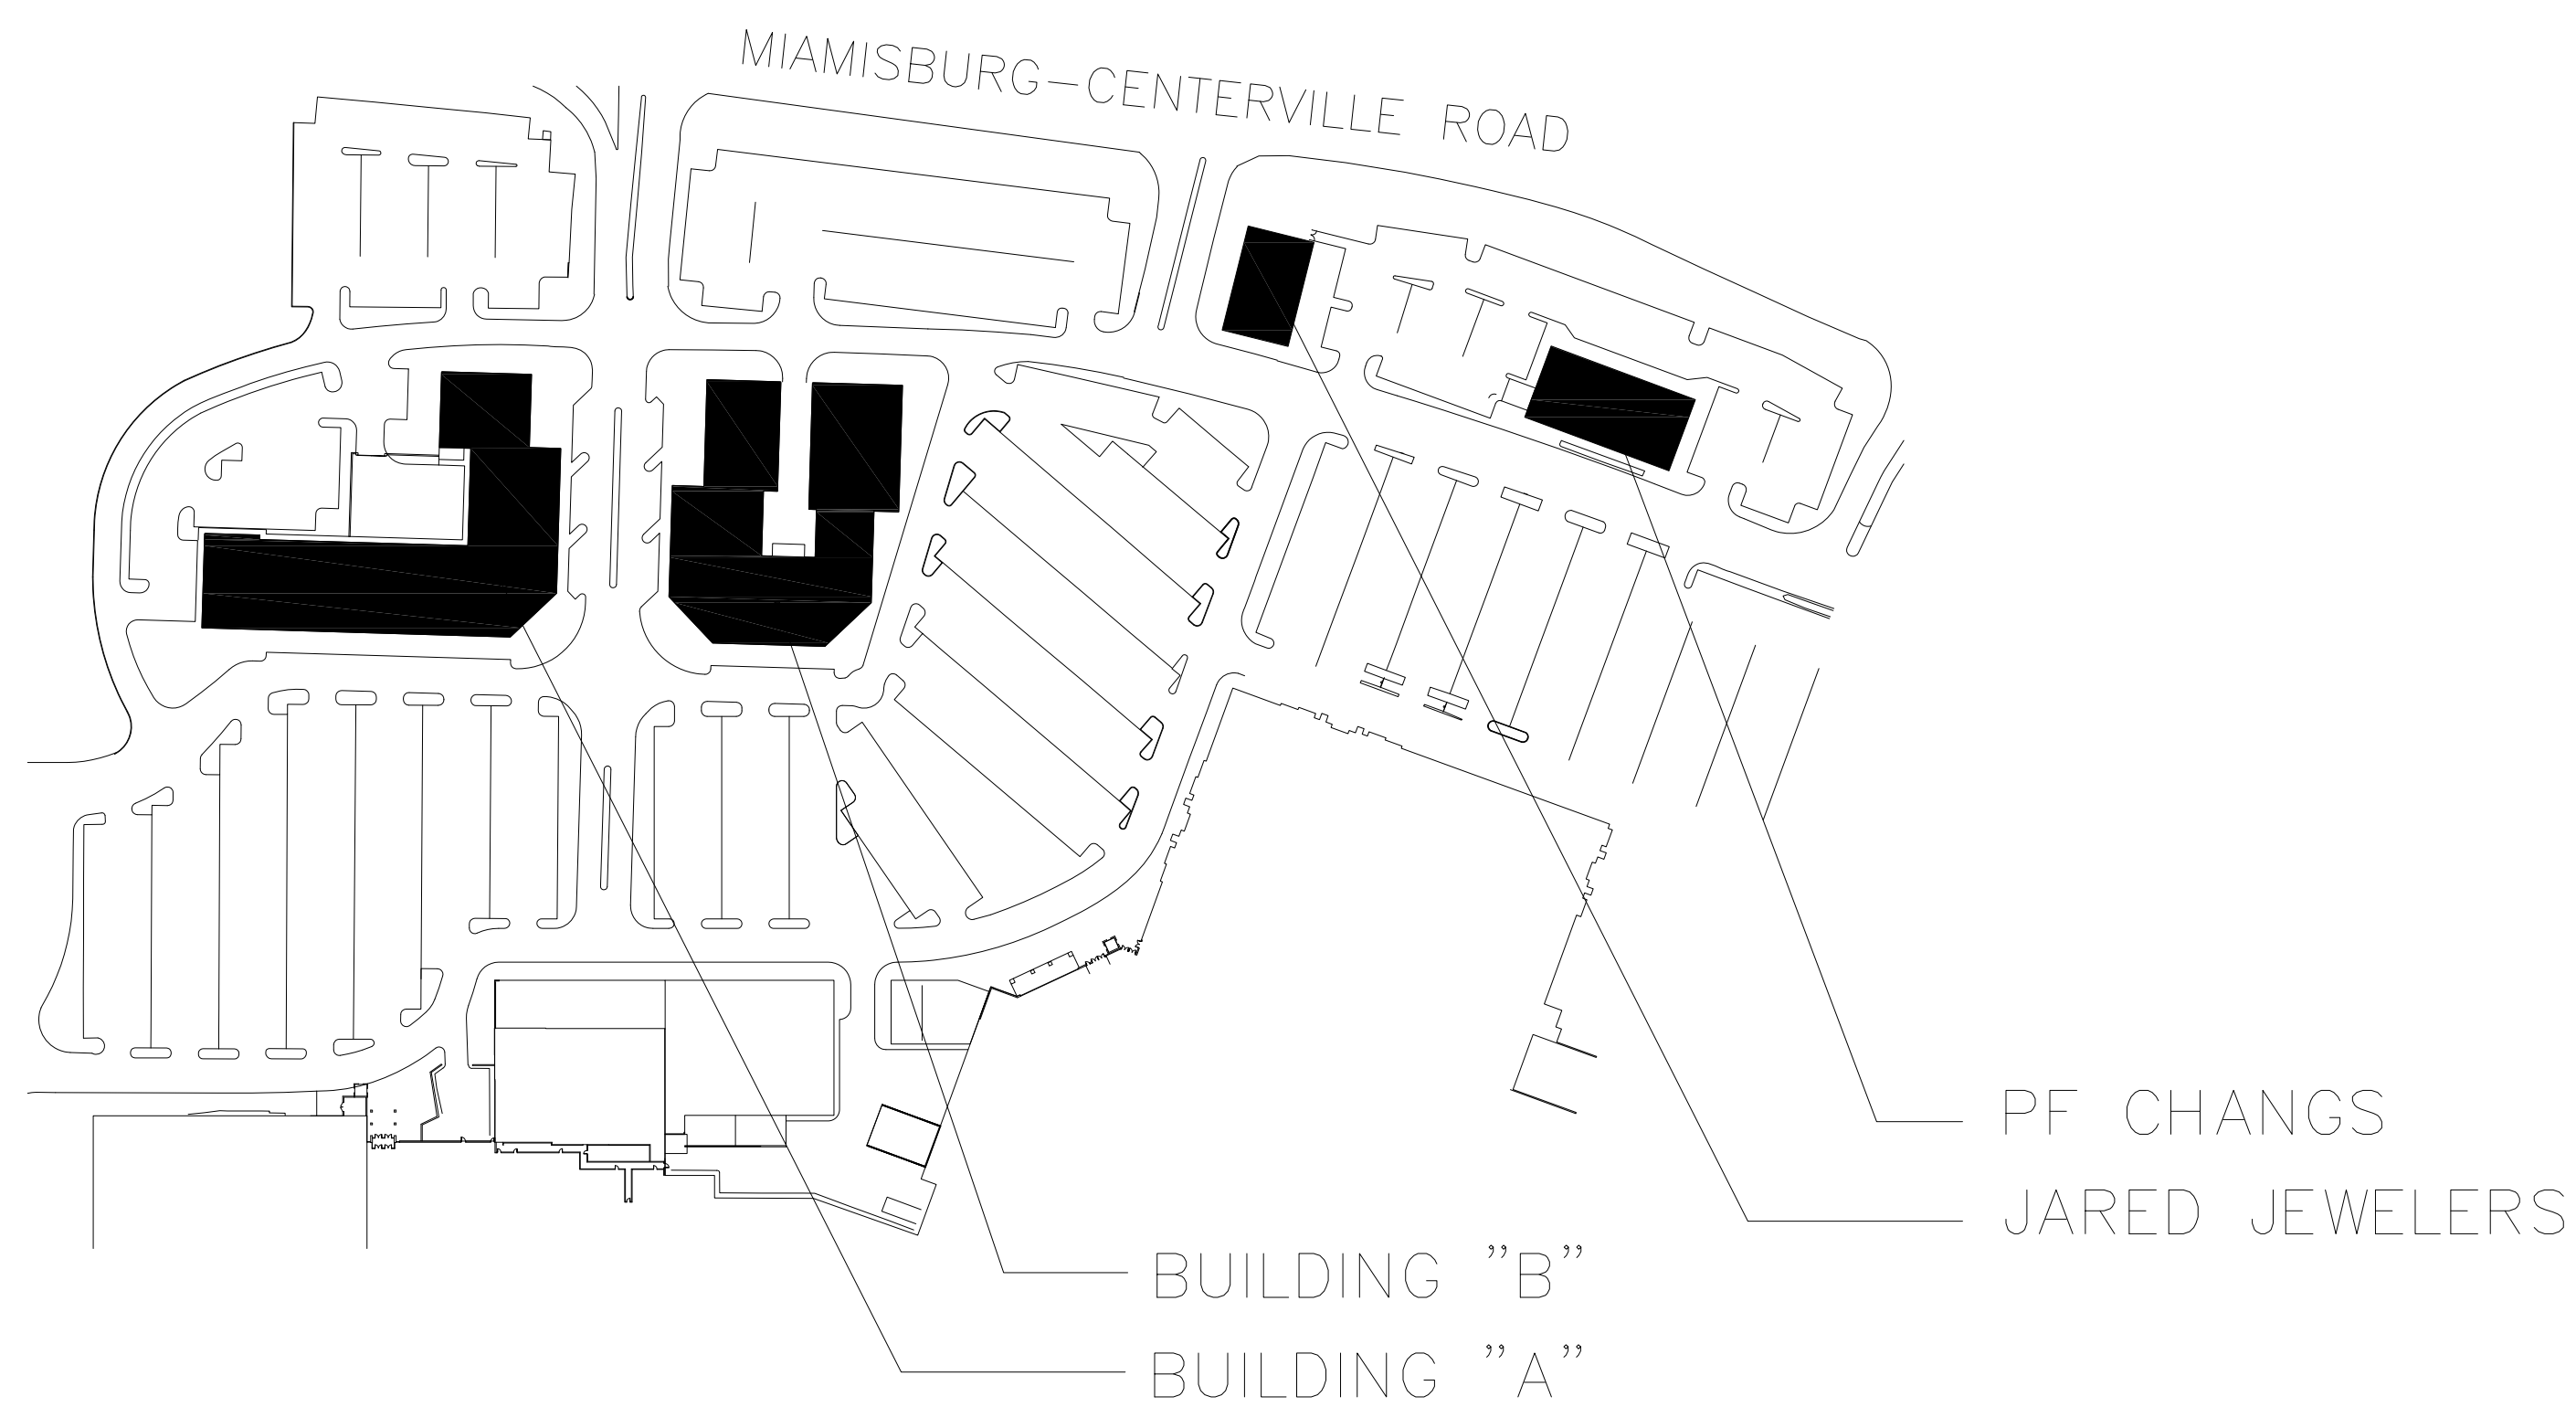 MIAMISBURG-CENTERVILLE ROAD
PF CHANGS
JARED JEWELERS
BUILDING "B"
BUILDING "A"